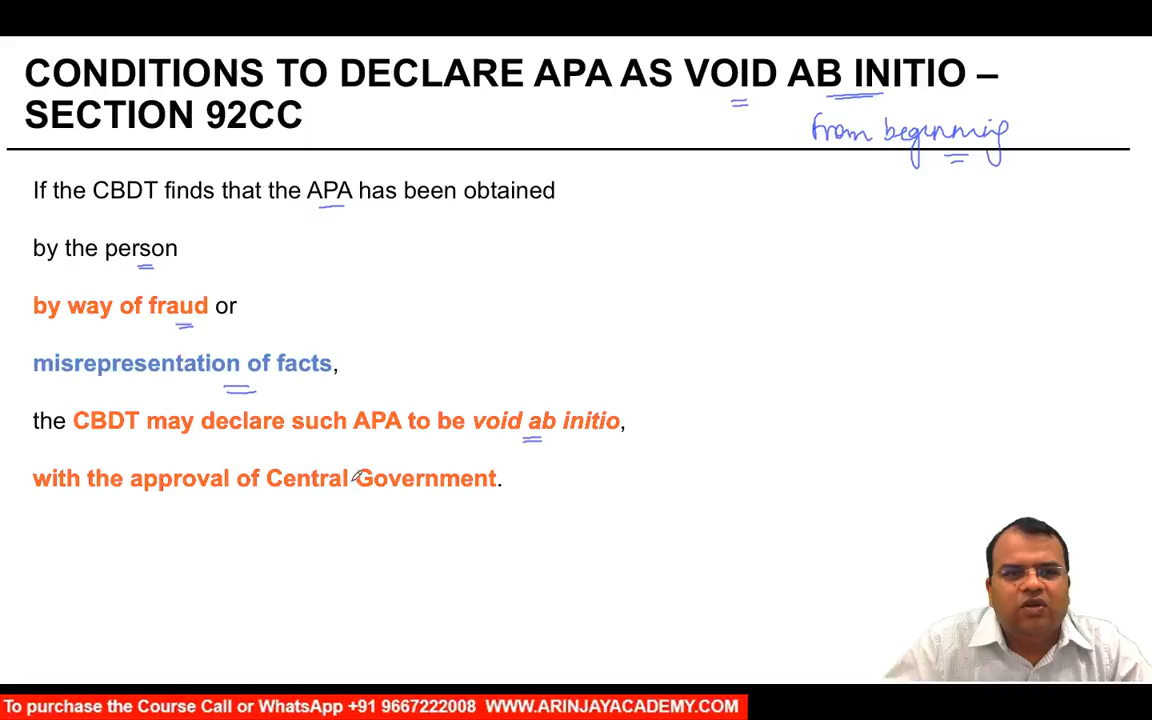 CONDITIONS TO DECLARE APA AS VOID AB INITIO –
SECTION 92CC
from beginning
If the CBDT finds that the APA has been obtained
by the person
by way of fraud or
misrepresentation of facts,
the CBDT may declare such APA to be void ab initio,
with the approval of Central Government.
To purchase the Course Call or WhatsApp +91 9667222008 WWW.ARINJAYACADEMY.COM